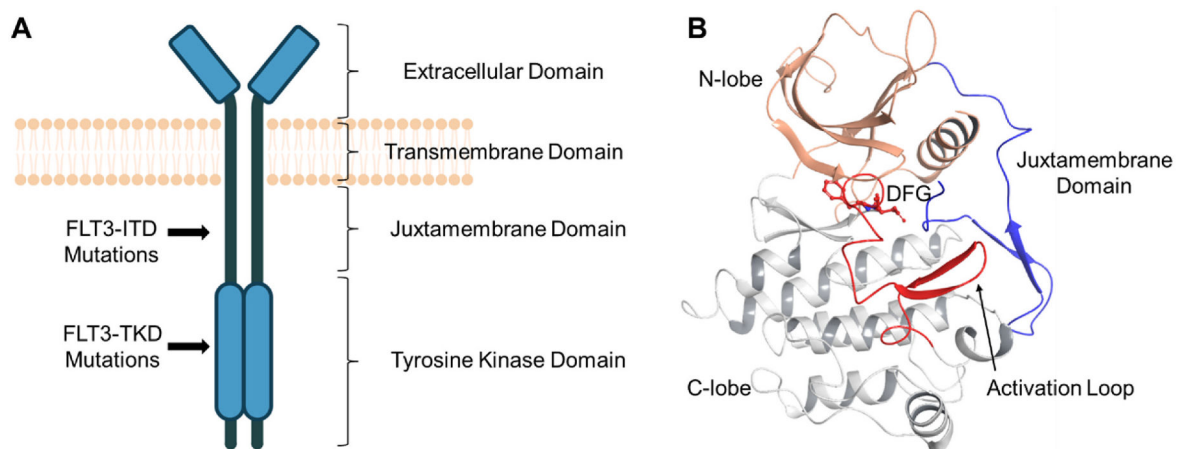 A
Extracellular Domain
Transmembrane Domain
FLT3-ITD
Mutations
Juxtamembrane Domain
FLT3-TKD
Mutations
Tyrosine Kinase Domain
B
N-lobe
DFG
Juxtamembrane
Domain
C-lobe
Activation Loop